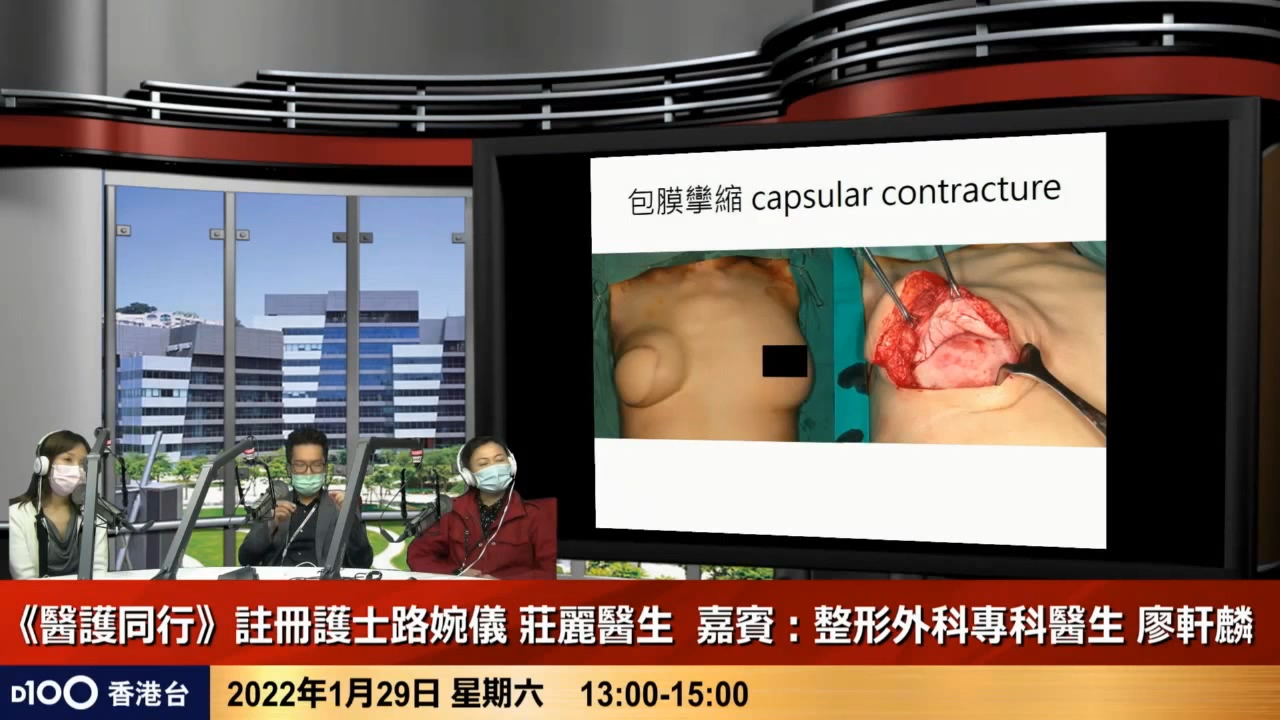 包膜攣縮 capsular contracture
《醫護同行》 註冊護士路婉儀 莊麗醫生 嘉賓：整形外科專科醫生 廖軒麟
D100 香港台 2022年1月29日 星期六 13:00-15:00